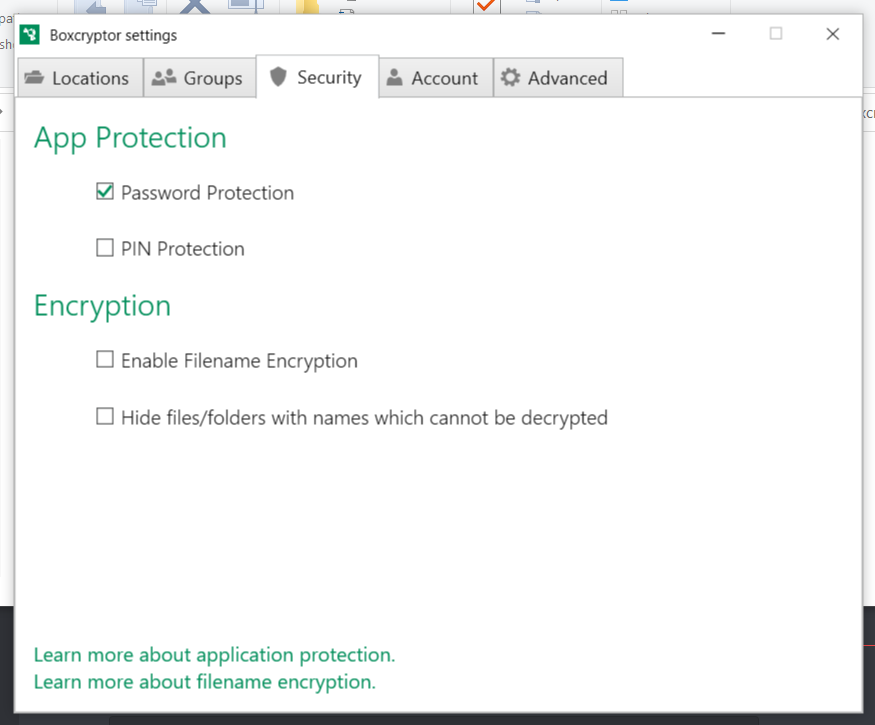 Boxcryptor settings
Locations Groups Security Account Advanced
App Protection
Password Protection
PIN Protection
Encryption
Enable Filename Encryption
Hide files/folders with names which cannot be decrypted
Learn more about application protection.
Learn more about filename encryption.